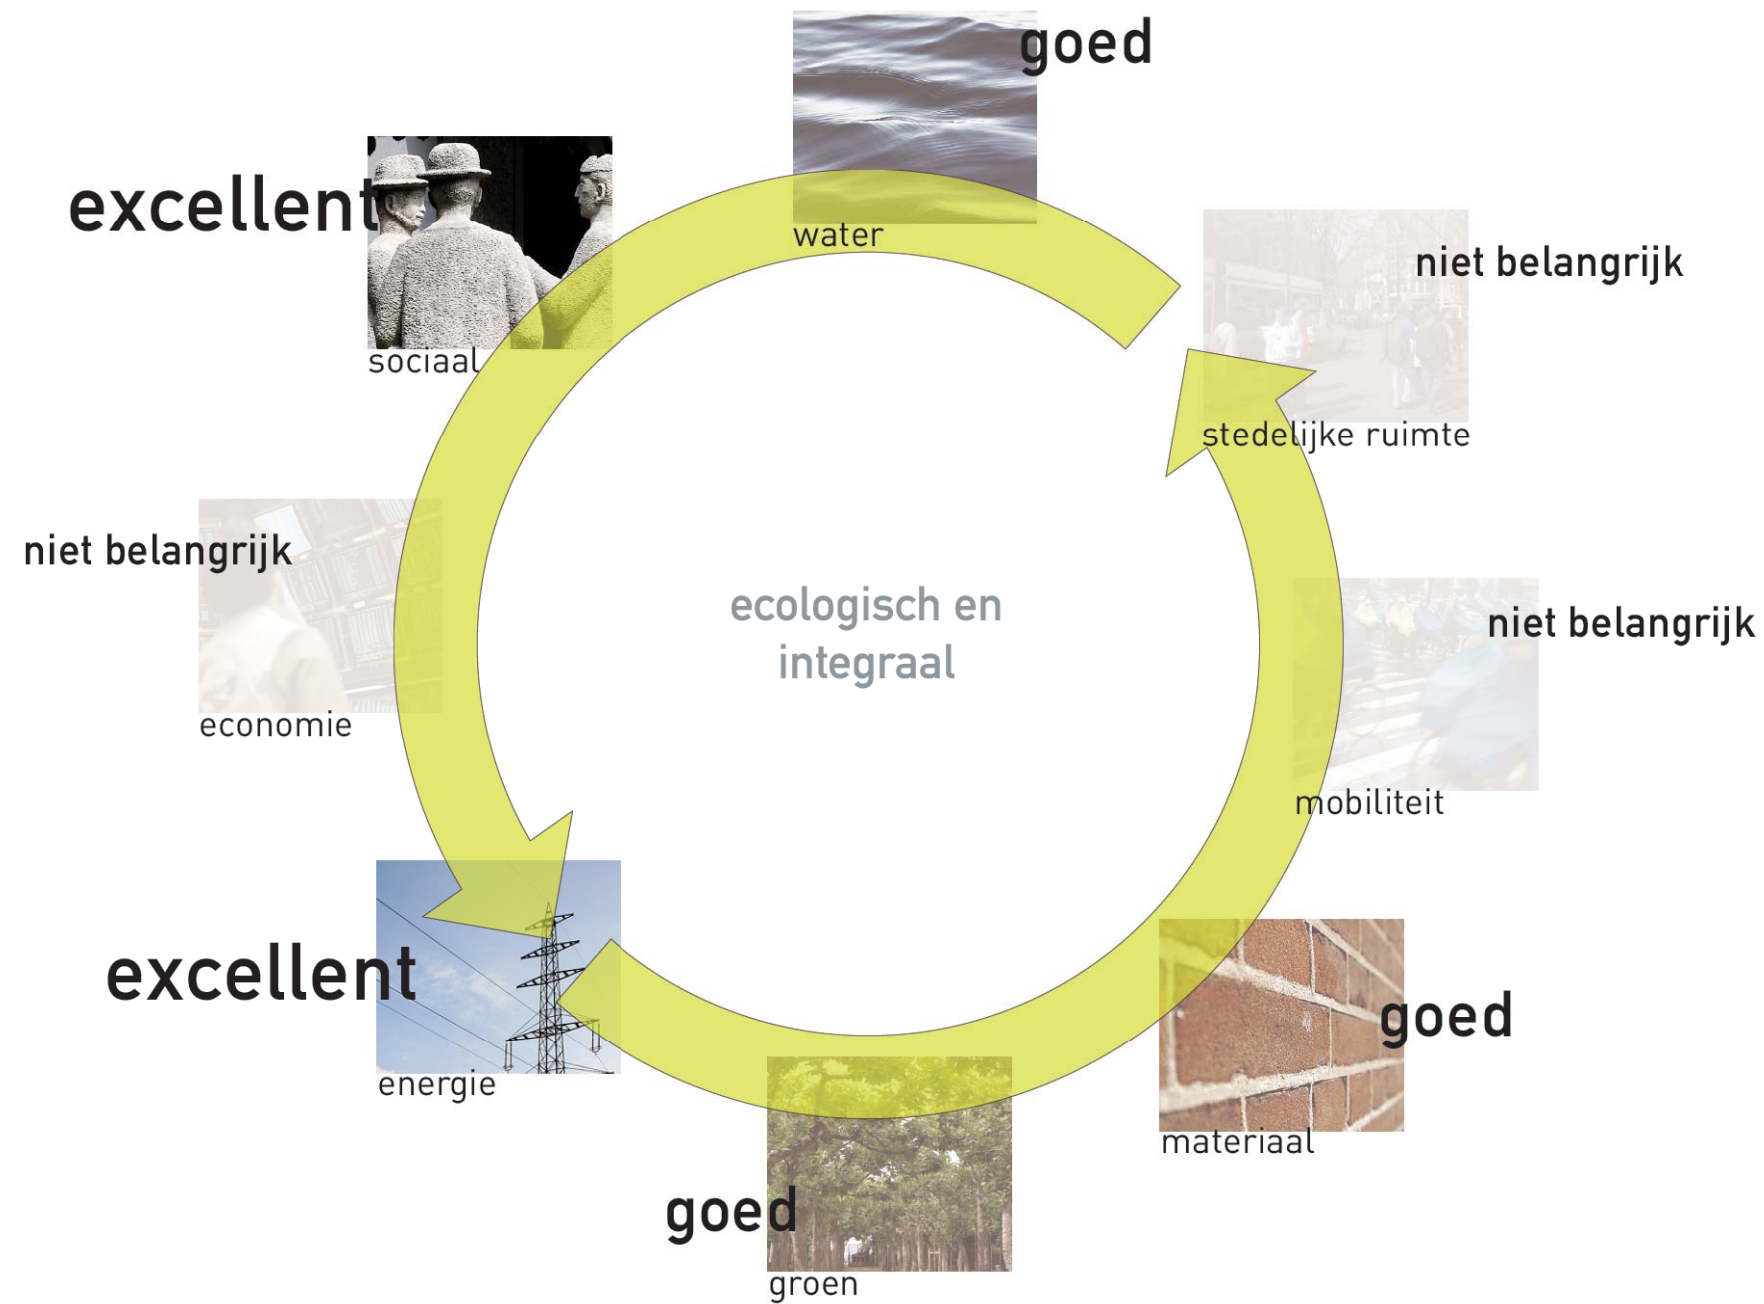 goed
water
excellent
sociaal
niet belangrijk
stedelijke ruimte
niet belangrijk
economie
ecologisch en
integraal
niet belangrijk
mobiliteit
excellent
energie
goed
materiaal
goed
groen